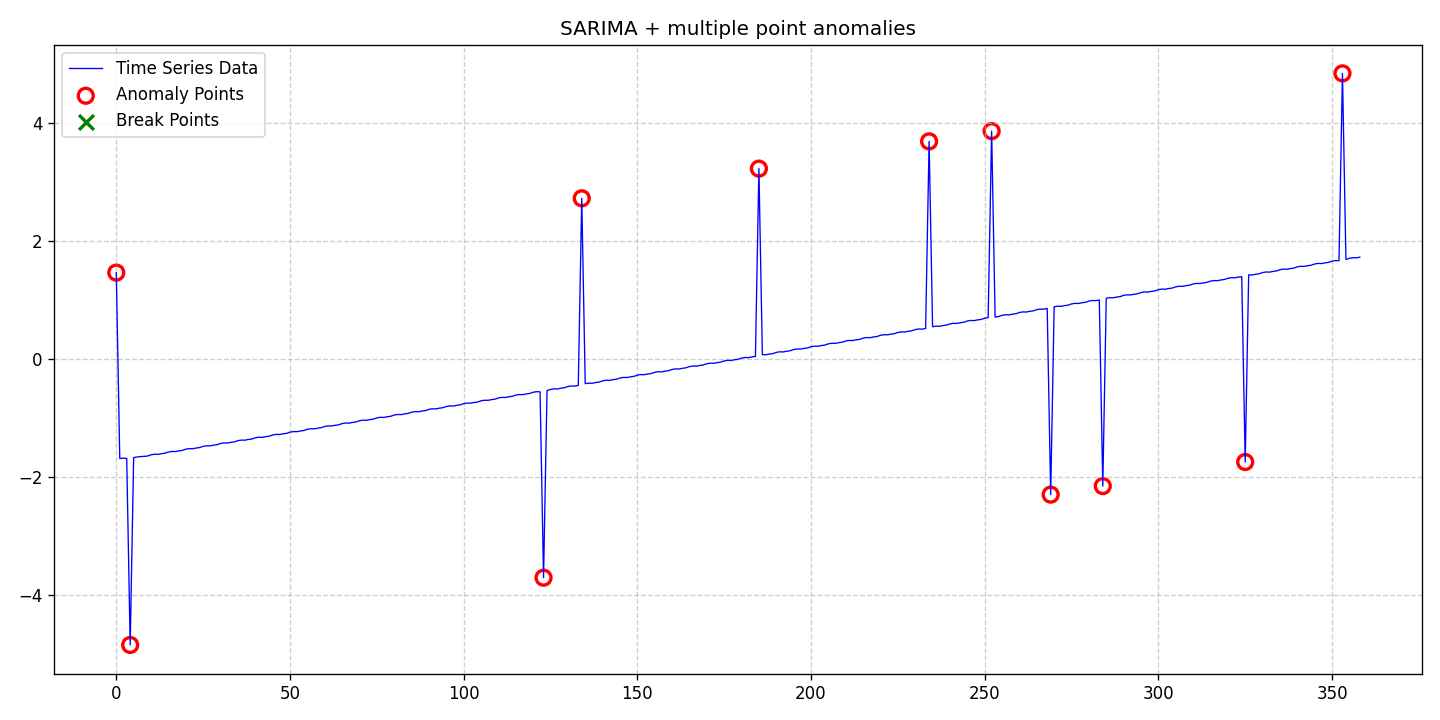 SARIMA + multiple point anomalies
Time Series Data
Anomaly Points
Break Points
4
2
0
−2
−4
0 50 100 150 200 250 300 350